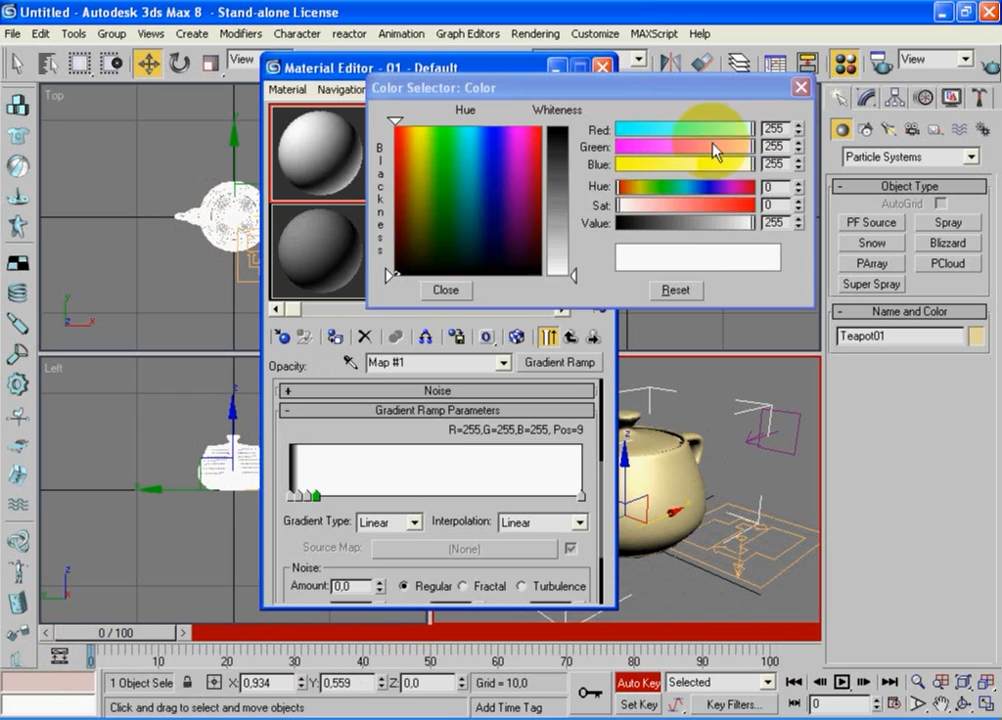 Untitled - Autodesk 3ds Max 8 - Stand-alone License
File Edit Tools Group Views Create Modifiers Character reactor Animation Graph Editors Rendering Customize MAXScript Help
View
View
Material Editor - 01 - Default
Material Navigation
Color Selector: Color
Hue Whiteness
Blackness
Red: 255
Green: 255
Blue: 255
Hue: 0
Sat: 0
Value: 255
Close
Reset
Top
Left
Opacity: Map #1 Gradient Ramp
+ Noise
- Gradient Ramp Parameters
R=255,G=255,B=255, Pos=9
Gradient Type: Linear Interpolation: Linear
Source Map: (None)
Noise:
Amount: 0,0 Regular Fractal Turbulence
Particle Systems
- Object Type
AutoGrid
PF Source Spray
Snow Blizzard
PArray PCloud
Super Spray
- Name and Color
Teapot01
x y z
0 / 100
0 10 20 30 40 50 60 70 80 90 100
1 Object Sele X: 0,934 Y: 0,559 Z: 0,0 Grid = 10,0 Auto Key Selected
Click and drag to select and move objects Add Time Tag Set Key Key Filters... 0